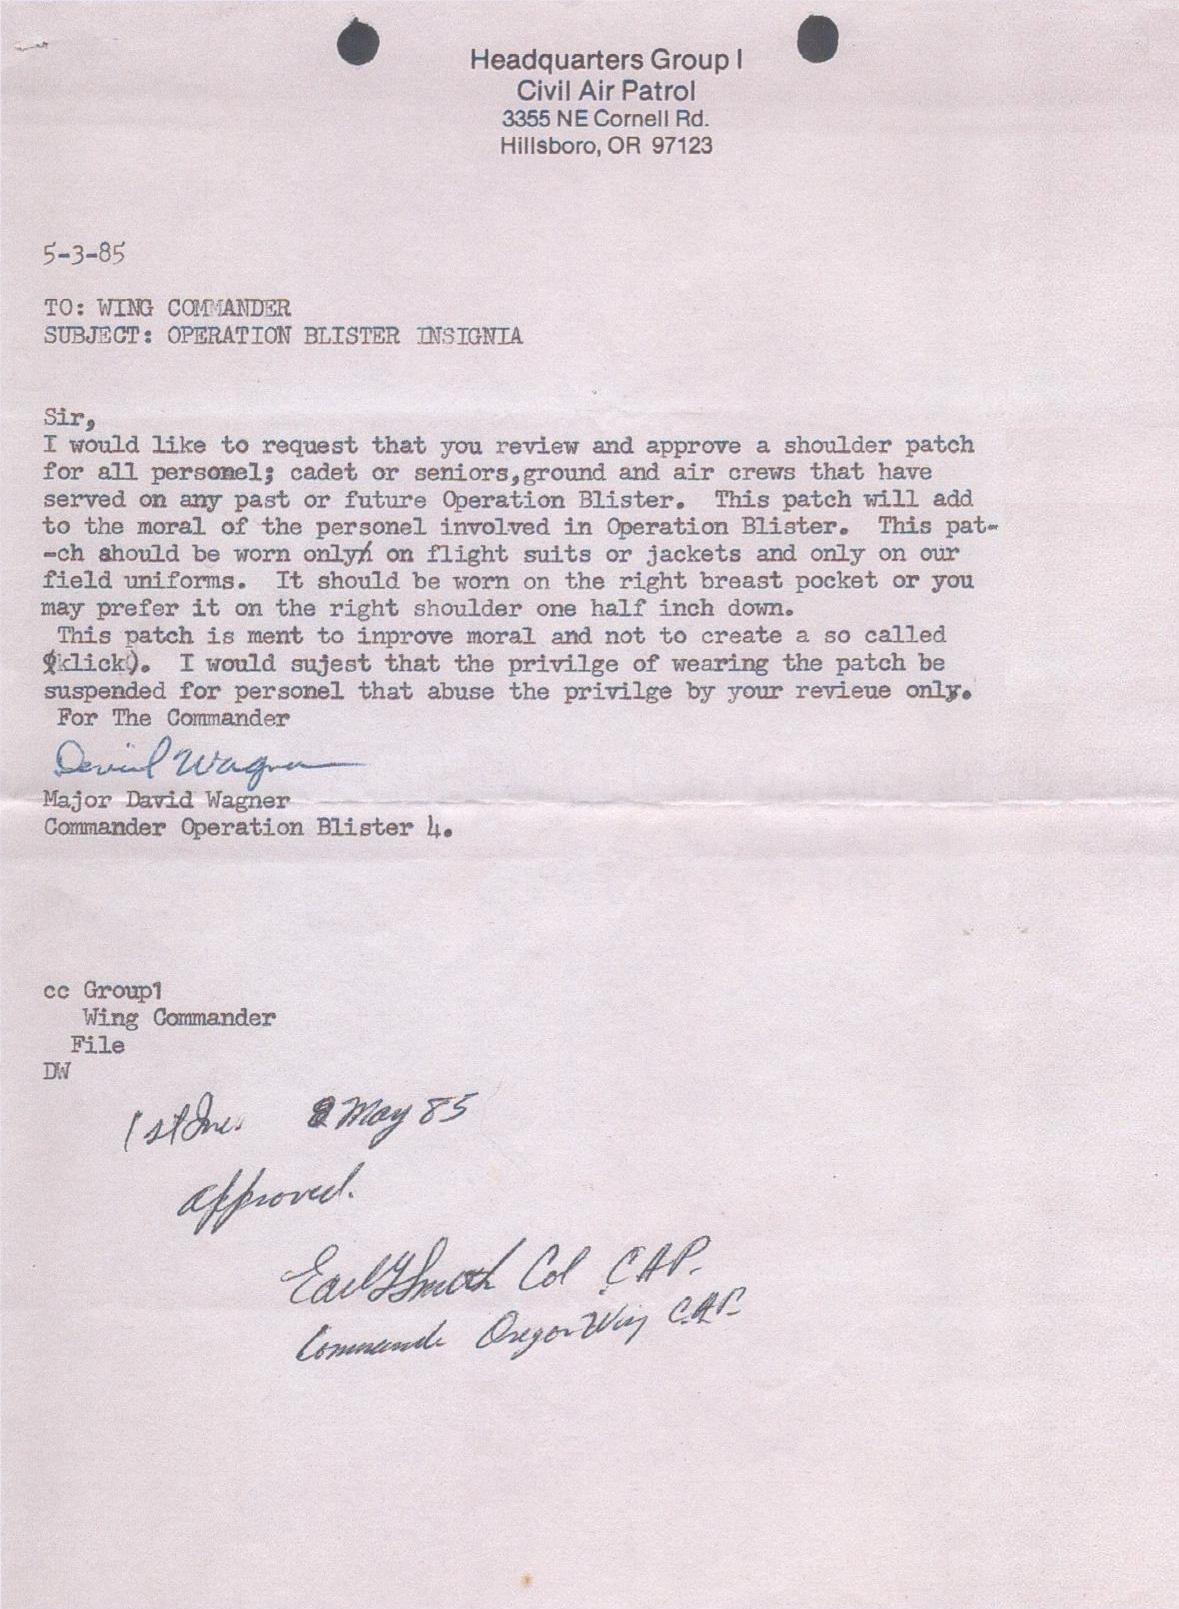 Headquarters Group I
Civil Air Patrol
3355 NE Cornell Rd.
Hillsboro, OR 97123
5-3-85
TO: WING COMMANDER
SUBJECT: OPERATION BLISTER INSIGNIA
Sir,
I would like to request that you review and approve a shoulder patch
for all personel; cadet or seniors,ground and air crews that have
served on any past or future Operation Blister. This patch will add
to the moral of the personel involved in Operation Blister. This pat-
-ch should be worn only on flight suits or jackets and only on our
field uniforms. It should be worn on the right breast pocket or you
may prefer it on the right shoulder one half inch down.
This patch is ment to inprove moral and not to create a so called
(klick). I would sujest that the privilge of wearing the patch be
suspended for personel that abuse the privilge by your revieue only.
For The Commander
David Wagner
Major David Wagner
Commander Operation Blister 4.
cc Group1
Wing Commander
File
DW
1st Ind. 8 May 85
approved.
Earl Smith Col CAP.
Commander Oregon Wing CAP.